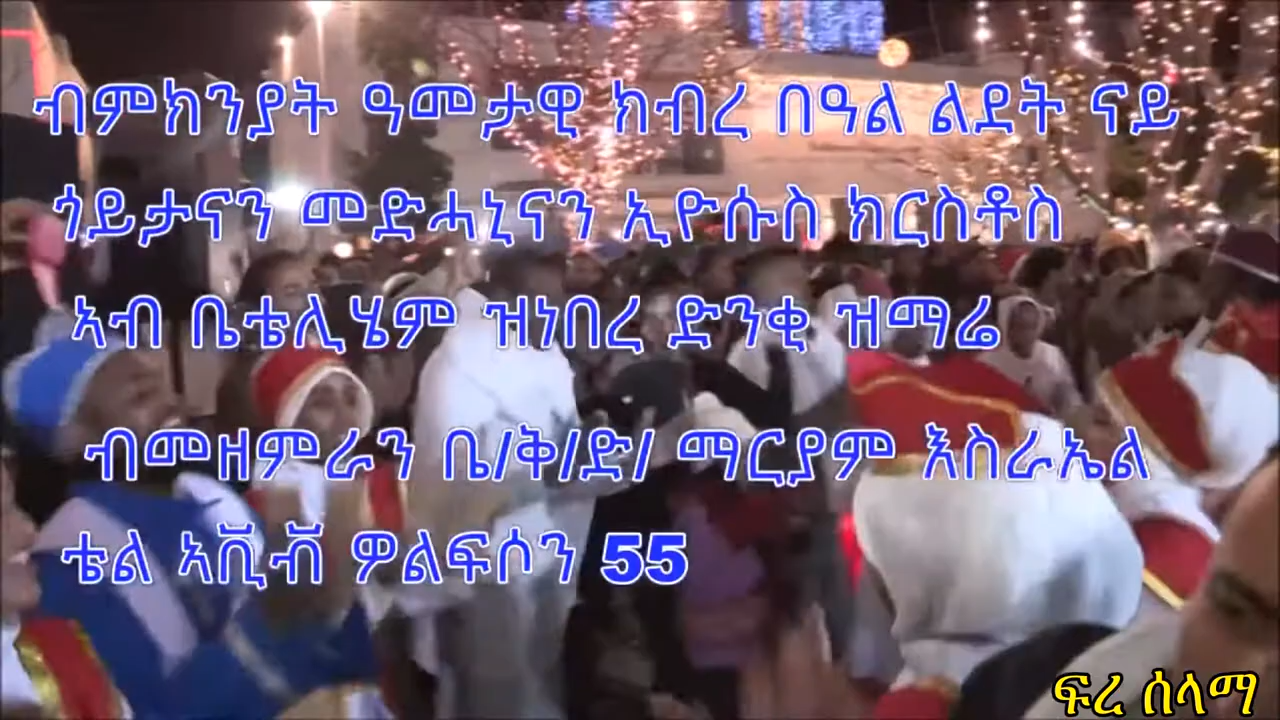 ብምክንያት ዓመታዊ ክብረ በዓል ልደት ናይ
ጎይታናን መድሓኒናን ኢዮሱስ ክርስቶስ
ኣብ ቤቴሊሄም ዝነበረ ድንቂ ዝማሬ
ብመዘምራን ቤ/ቅ/ድ/ ማርያም እስራኤል
ቴል ኣቪቭ ዎልፍሶን 55
ፍረ ሰላማ